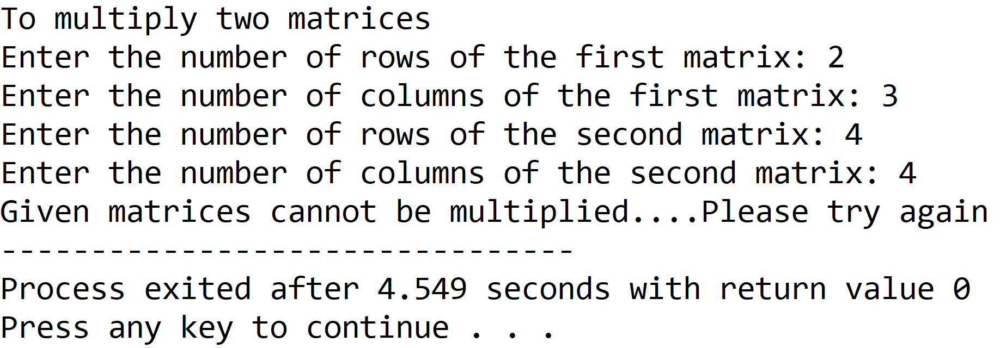 To multiply two matrices
Enter the number of rows of the first matrix: 2
Enter the number of columns of the first matrix: 3
Enter the number of rows of the second matrix: 4
Enter the number of columns of the second matrix: 4
Given matrices cannot be multiplied....Please try again
--------------------------------
Process exited after 4.549 seconds with return value 0
Press any key to continue . . .